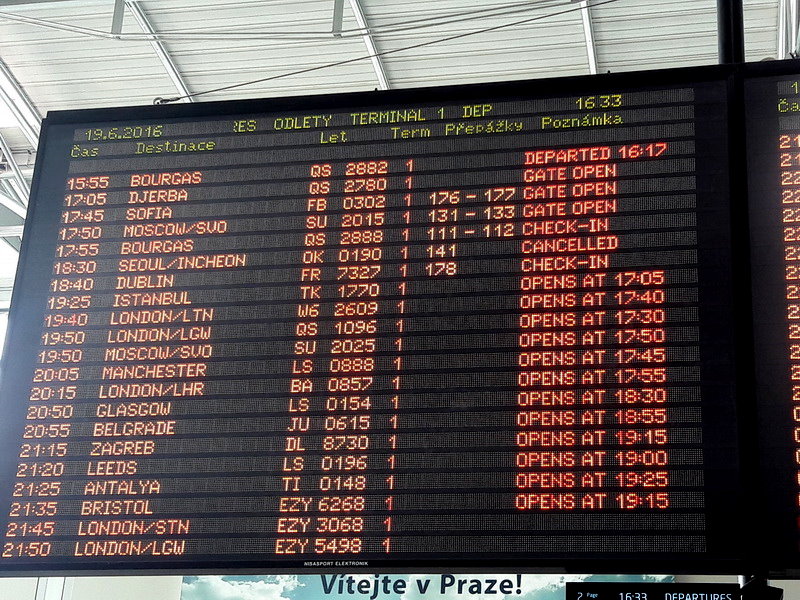 19.6.2016 RES ODLETY TERMINAL 1 DEP 16:33
Čas Destinace Let Term Přepážky Poznámka
15:55 BOURGAS QS 2882 1 DEPARTED 16:17
17:05 DJERBA QS 2780 1 GATE OPEN
17:45 SOFIA FB 0302 1 176 - 177 GATE OPEN
17:50 MOSCOW/SVO SU 2015 1 131 - 133 GATE OPEN
17:55 BOURGAS QS 2888 1 111 - 112 CHECK-IN
18:30 SEOUL/INCHEON OK 0190 1 141 CANCELLED
18:40 DUBLIN FR 7327 1 178 CHECK-IN
19:25 ISTANBUL TK 1770 1 OPENS AT 17:05
19:40 LONDON/LTN W6 2609 1 OPENS AT 17:40
19:50 LONDON/LGW QS 1096 1 OPENS AT 17:30
19:50 MOSCOW/SVO SU 2025 1 OPENS AT 17:50
20:05 MANCHESTER LS 0888 1 OPENS AT 17:45
20:15 LONDON/LHR BA 0857 1 OPENS AT 17:55
20:50 GLASGOW LS 0154 1 OPENS AT 18:30
20:55 BELGRADE JU 0615 1 OPENS AT 18:55
21:15 ZAGREB DL 8730 1 OPENS AT 19:15
21:20 LEEDS LS 0196 1 OPENS AT 19:00
21:25 ANTALYA TI 0148 1 OPENS AT 19:25
21:35 BRISTOL EZY 6268 1 OPENS AT 19:15
21:45 LONDON/STN EZY 3068 1
21:50 LONDON/LGW EZY 5498 1
NISASPORT ELEKTRONIK
Vítejte v Praze!
2 Page 16:33 DEPARTURES